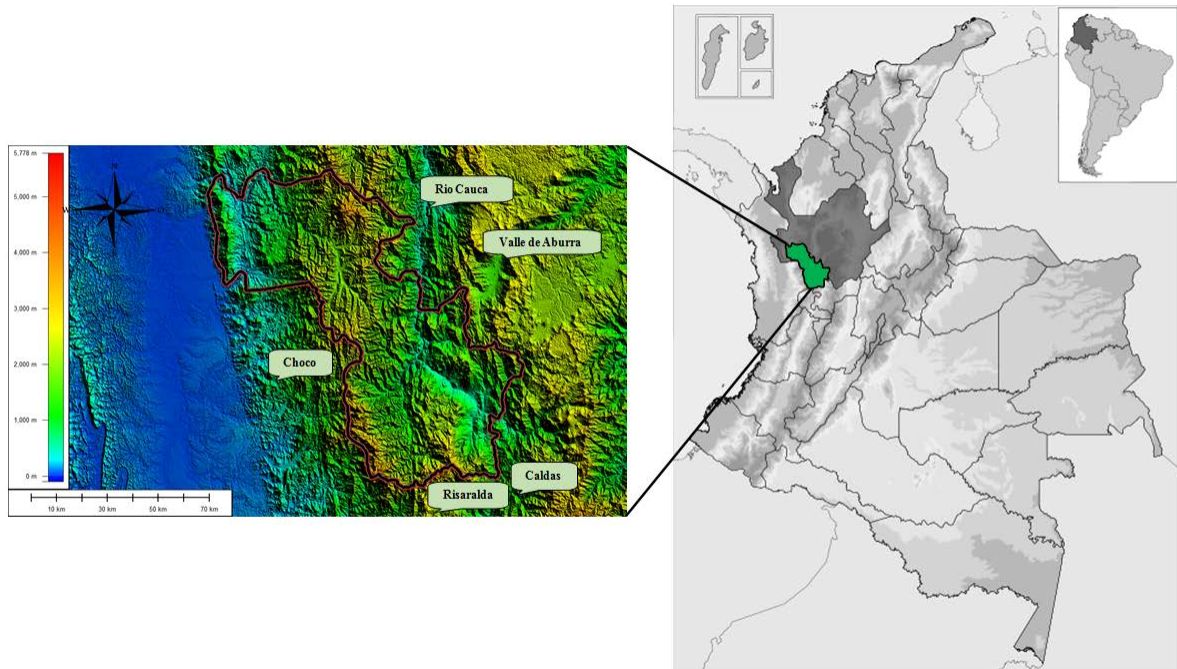 5,778 m
5,000 m
4,000 m
3,000 m
2,000 m
1,000 m
0 m
N
W
Rio Cauca
Valle de Aburra
Choco
Caldas
Risaralda
10 km 30 km 50 km 70 km